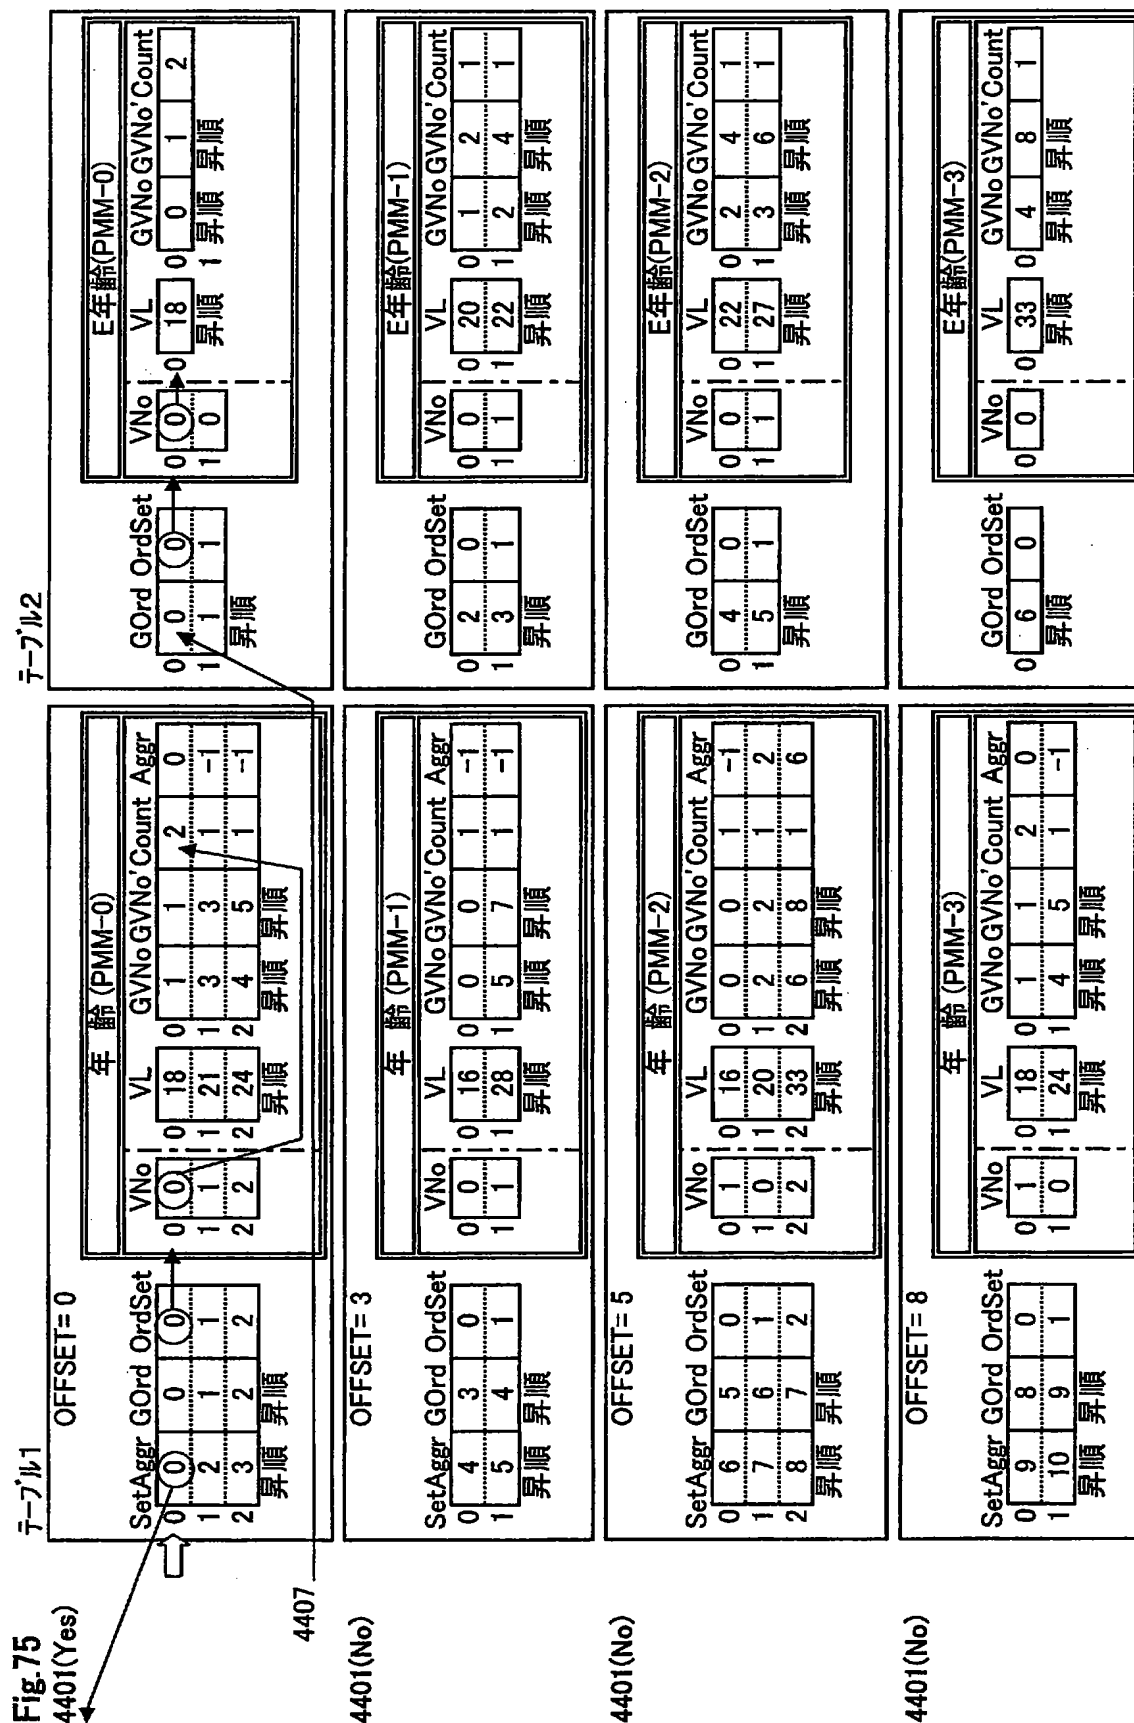 Fig.75
テーブル1 テーブル2
4401(Yes) OFFSET= 0
年 齢 (PMM-0) E年齢(PMM-0)
SetAggr GOrd OrdSet VNo VL GVNo GVNo' Count Aggr GOrd OrdSet VNo VL GVNo GVNo' Count
0 0 0 0 0 0 0 18 0 1 1 2 0 0 0 0 0 0 0 18 0 0 1 2
1 2 1 1 1 1 1 21 1 3 3 1 -1 1 1 1 1 0 1
2 3 2 2 2 2 2 24 2 4 5 1 -1
昇順 昇順 昇順 昇順 昇順 昇順 昇順 昇順 昇順
4407
4401(No) OFFSET= 3
年 齢 (PMM-1) E年齢(PMM-1)
SetAggr GOrd OrdSet VNo VL GVNo GVNo' Count Aggr GOrd OrdSet VNo VL GVNo GVNo' Count
0 4 3 0 0 0 0 16 0 0 0 1 -1 0 2 0 0 0 0 20 0 1 2 1
1 5 4 1 1 1 1 28 1 5 7 1 -1 1 3 1 1 1 1 22 1 2 4 1
昇順 昇順 昇順 昇順 昇順 昇順 昇順 昇順 昇順
4401(No) OFFSET= 5
年 齢 (PMM-2) E年齢(PMM-2)
SetAggr GOrd OrdSet VNo VL GVNo GVNo' Count Aggr GOrd OrdSet VNo VL GVNo GVNo' Count
0 6 5 0 0 1 0 16 0 0 0 1 -1 0 4 0 0 0 0 22 0 2 4 1
1 7 6 1 1 0 1 20 1 2 2 1 2 1 5 1 1 1 1 27 1 3 6 1
2 8 7 2 2 2 2 33 2 6 8 1 6
昇順 昇順 昇順 昇順 昇順 昇順 昇順 昇順 昇順
4401(No) OFFSET= 8
年 齢 (PMM-3) E年齢(PMM-3)
SetAggr GOrd OrdSet VNo VL GVNo GVNo' Count Aggr GOrd OrdSet VNo VL GVNo GVNo' Count
0 9 8 0 0 1 0 18 0 1 1 2 0 0 6 0 0 0 0 33 0 4 8 1
1 10 9 1 1 0 1 24 1 4 5 1 -1
昇順 昇順 昇順 昇順 昇順 昇順 昇順 昇順 昇順